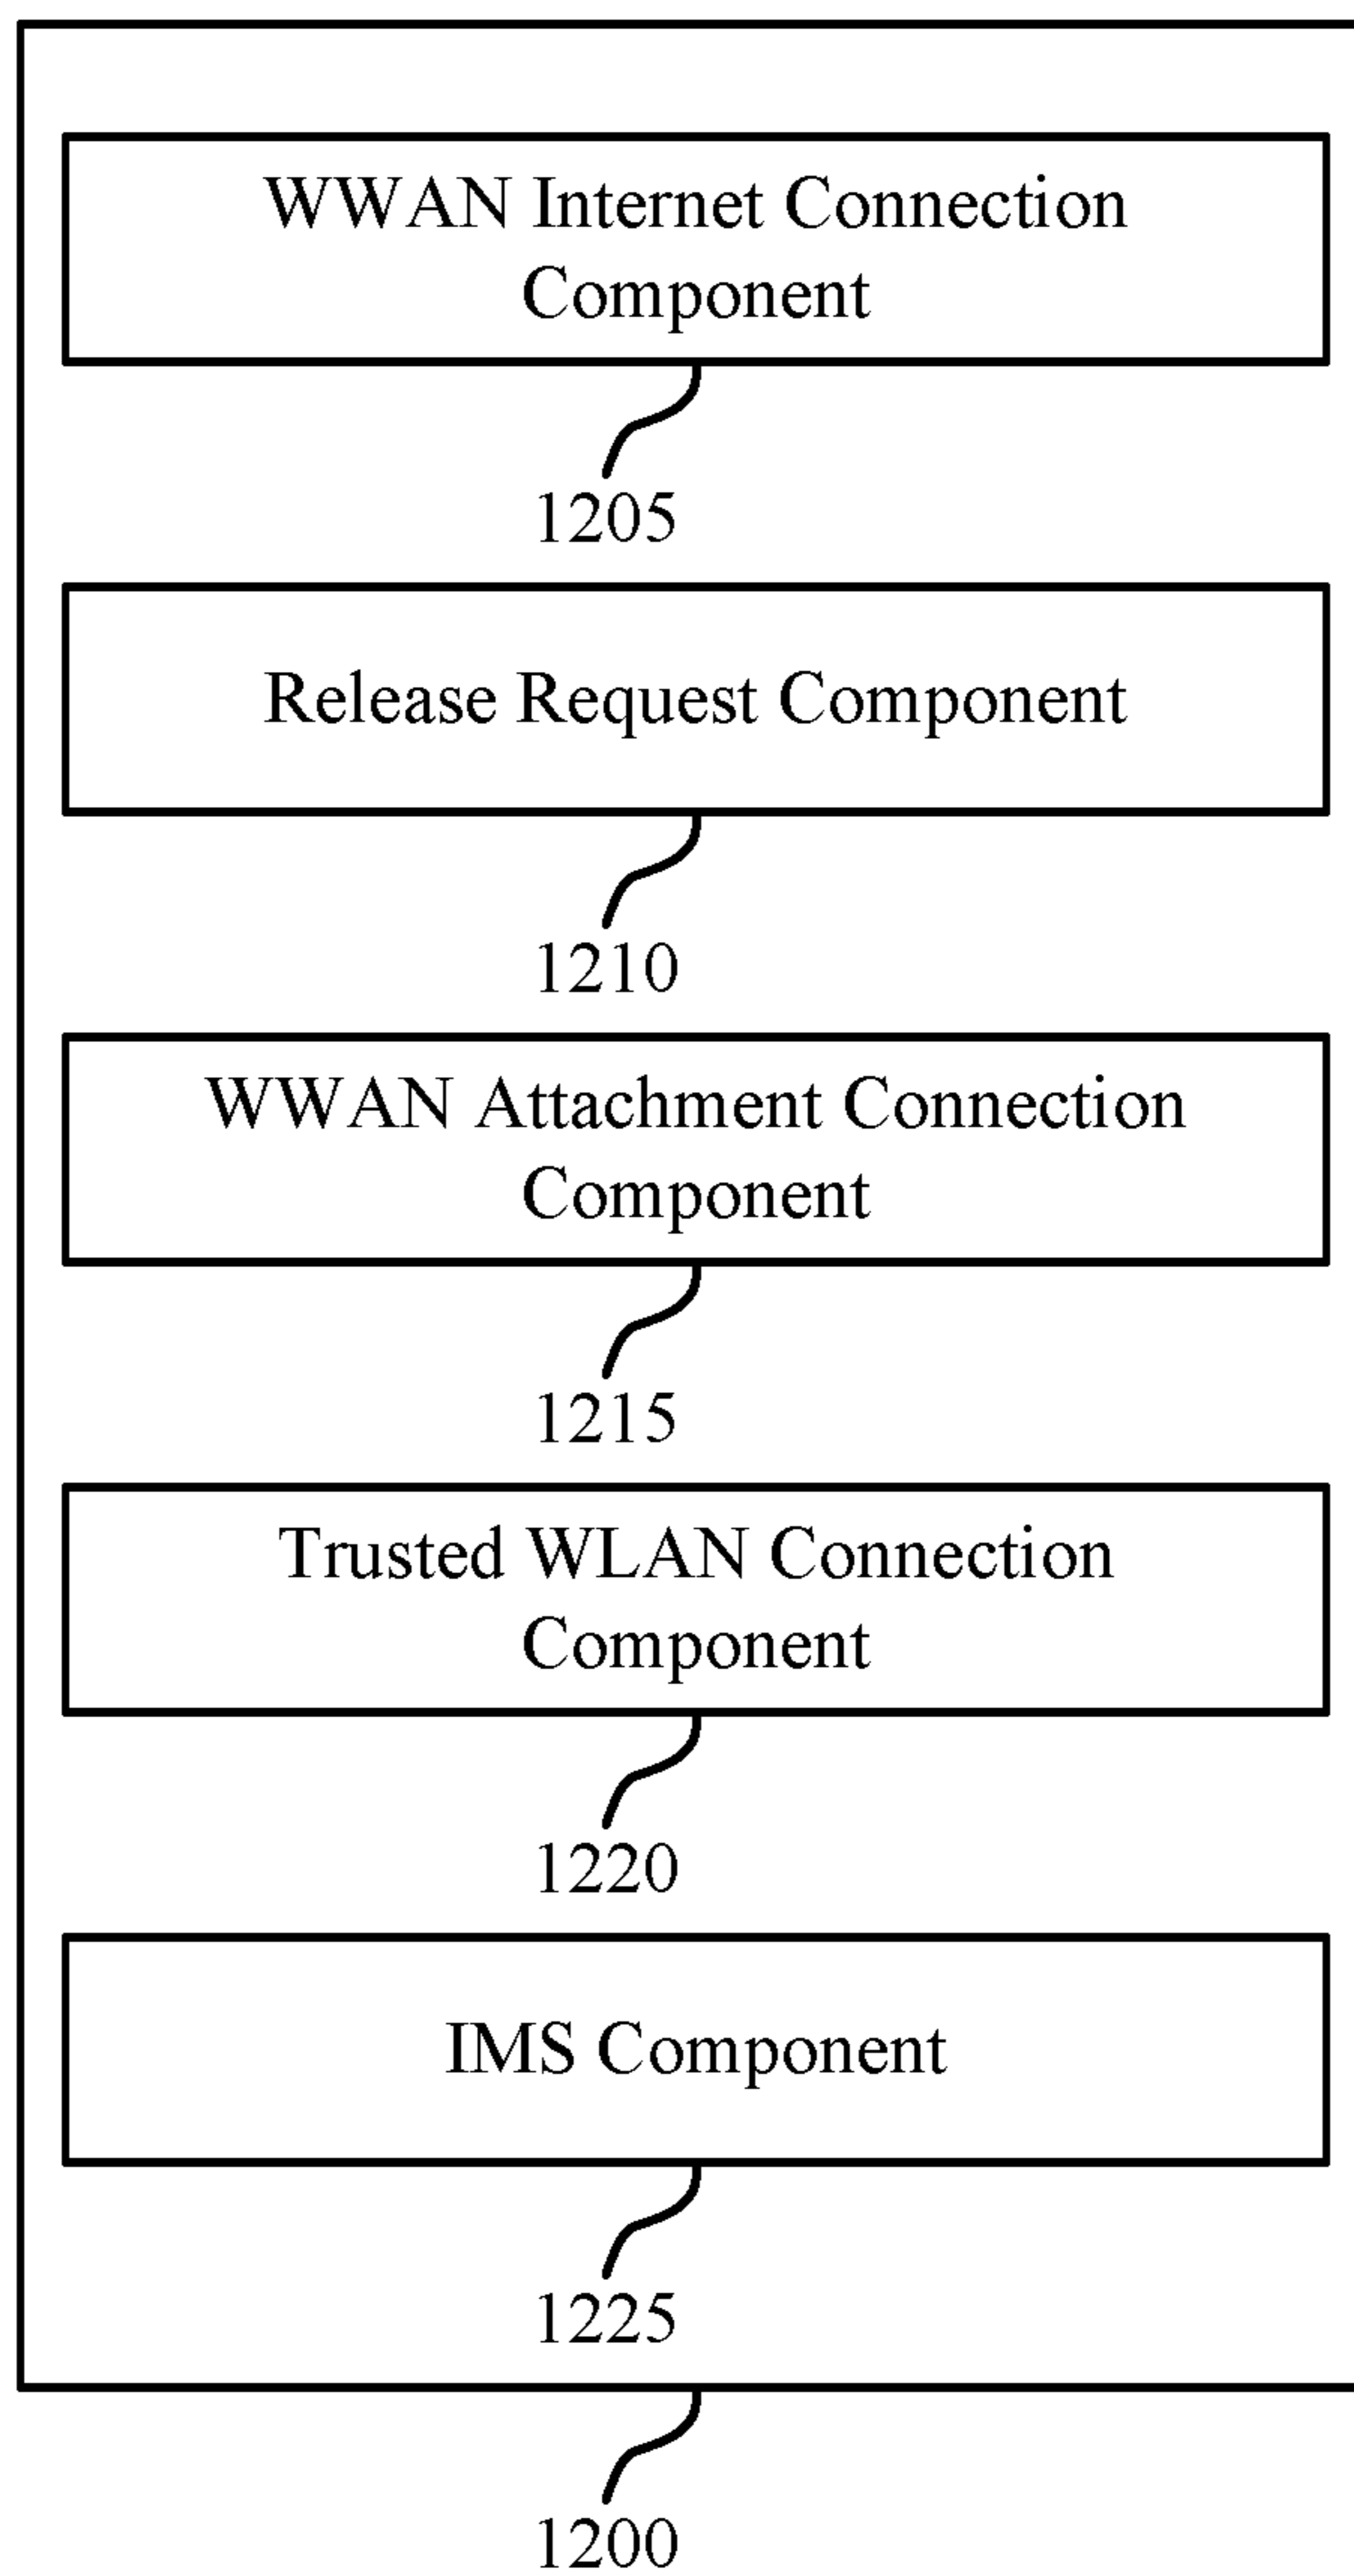 WWAN Internet Connection
Component
1205
Release Request Component
1210
WWAN Attachment Connection
Component
1215
Trusted WLAN Connection
Component
1220
IMS Component
1225
1200